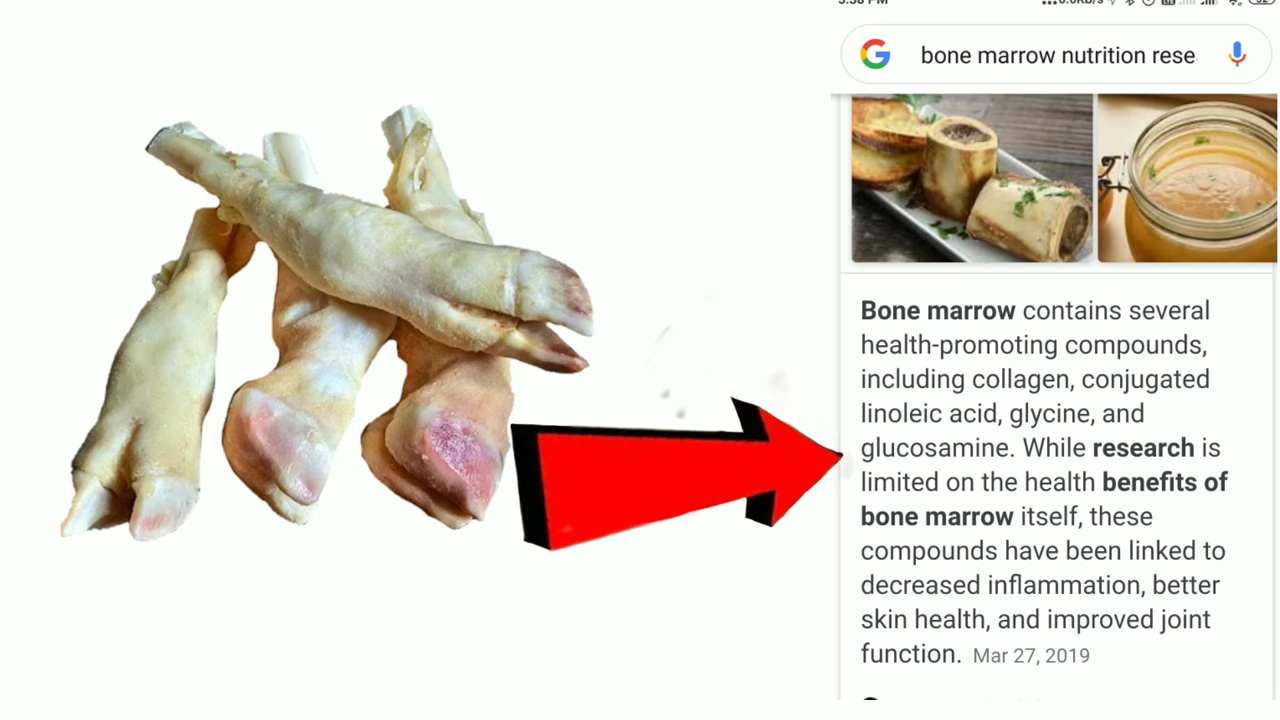 bone marrow nutrition rese
Bone marrow contains several
health-promoting compounds,
including collagen, conjugated
linoleic acid, glycine, and
glucosamine. While research is
limited on the health benefits of
bone marrow itself, these
compounds have been linked to
decreased inflammation, better
skin health, and improved joint
function. Mar 27, 2019